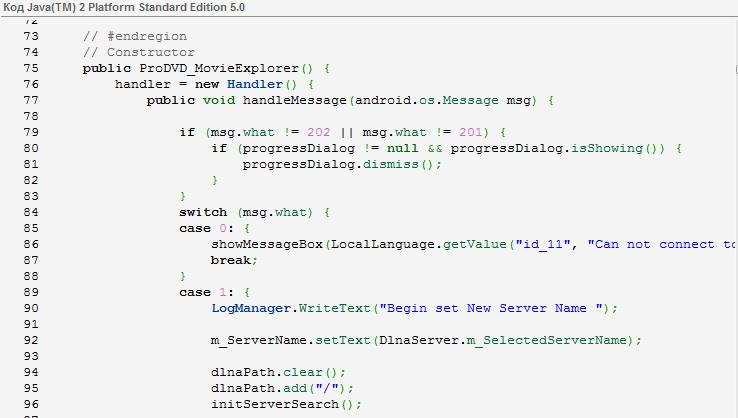 Код Java(TM) 2 Platform Standard Edition 5.0
72
73 // #endregion
74 // Constructor
75 public ProDVD_MovieExplorer() {
76 handler = new Handler() {
77 public void handleMessage(android.os.Message msg) {
78
79 if (msg.what != 202 || msg.what != 201) {
80 if (progressDialog != null && progressDialog.isShowing()) {
81 progressDialog.dismiss();
82 }
83 }
84 switch (msg.what) {
85 case 0: {
86 showMessageBox(LocalLanguage.getValue("id_11", "Can not connect to
87 break;
88 }
89 case 1: {
90 LogManager.WriteText("Begin set New Server Name ");
91
92 m_ServerName.setText(DlnaServer.m_SelectedServerName);
93
94 dlnaPath.clear();
95 dlnaPath.add("/");
96 initServerSearch();